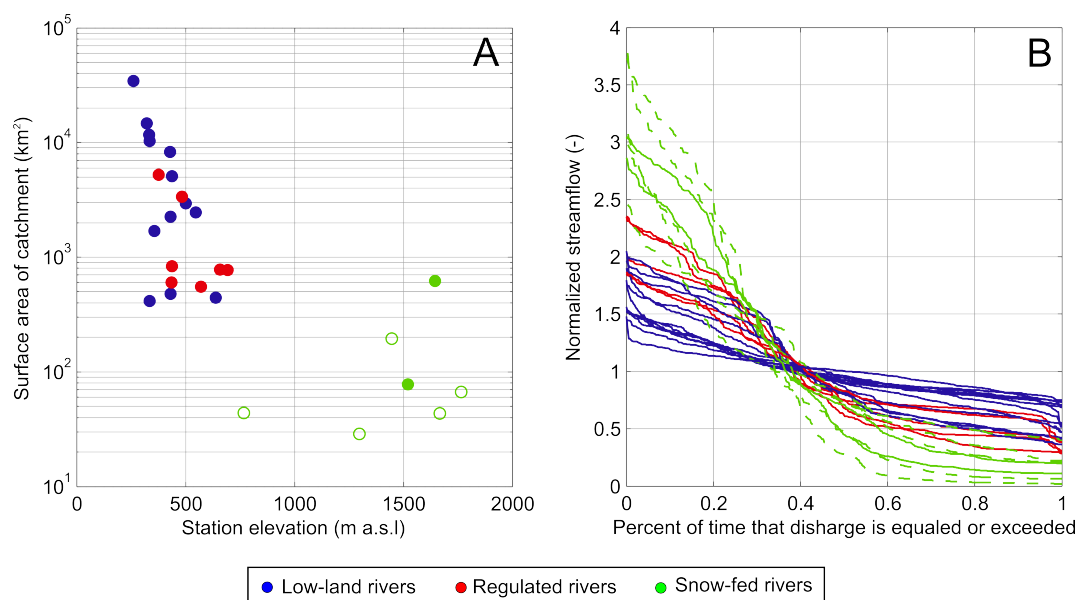 A
10^5
10^4
10^3
10^2
10^1
Surface area of catchment (km²)
0
500
1000
1500
2000
Station elevation (m a.s.l)
B
4
3.5
3
2.5
2
1.5
1
0.5
0
Normalized streamflow (-)
0
0.2
0.4
0.6
0.8
1
Percent of time that disharge is equaled or exceeded
Low-land rivers
Regulated rivers
Snow-fed rivers